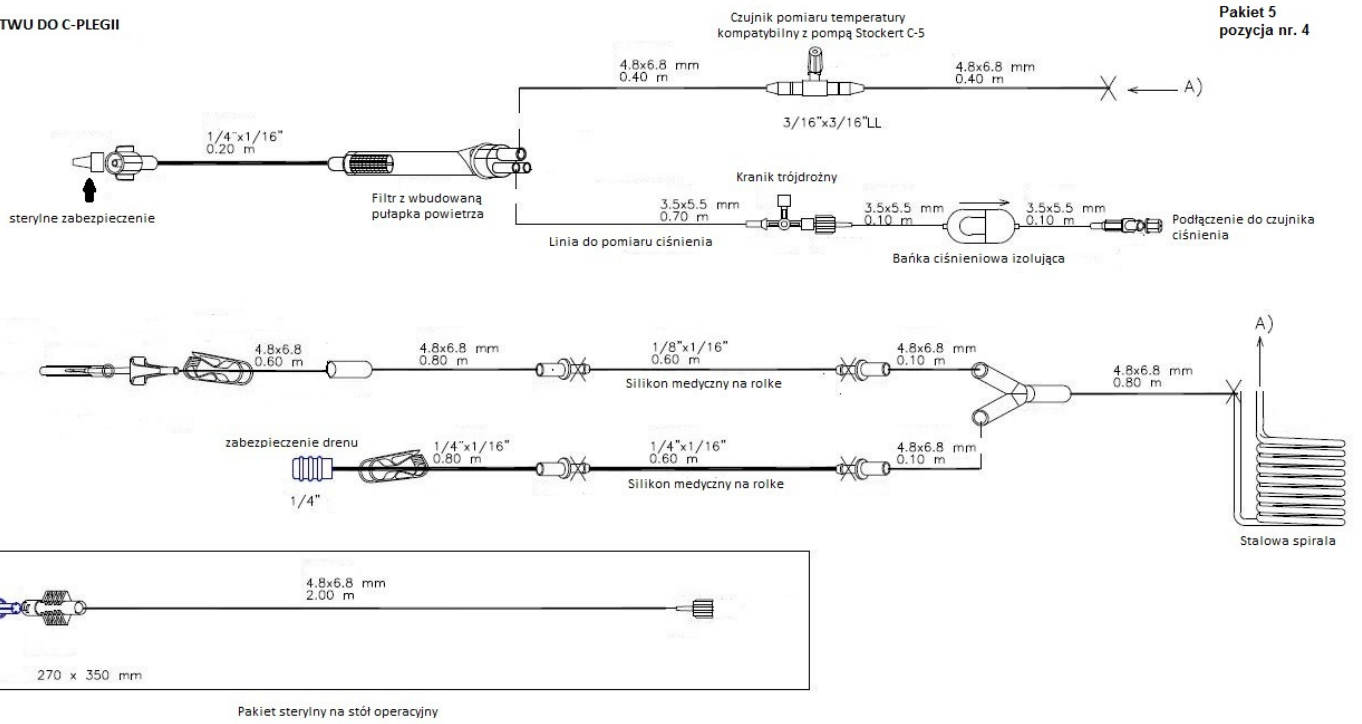 TWU DO C-PLEGII
Pakiet 5
pozycja nr. 4
Czujnik pomiaru temperatury
kompatybilny z pompą Stockert C-5
4.8x6.8 mm
0.40 m
4.8x6.8 mm
0.40 m
A)
3/16"x3/16"LL
1/4"x1/16"
0.20 m
sterylne zabezpieczenie
Filtr z wbudowaną
pułapka powietrza
Kranik trójdrożny
3.5x5.5 mm
0.70 m
3.5x5.5 mm
0.10 m
3.5x5.5 mm
0.10 m
Podłączenie do czujnika
ciśnienia
Linia do pomiaru ciśnienia
Bańka ciśnieniowa izolująca
A)
4.8x6.8
0.60 m
4.8x6.8 mm
0.80 m
1/8"x1/16"
0.60 m
Silikon medyczny na rolke
4.8x6.8 mm
0.10 m
4.8x6.8 mm
0.80 m
zabezpieczenie drenu
1/4"
1/4"x1/16"
0.80 m
1/4"x1/16"
0.60 m
Silikon medyczny na rolke
4.8x6.8 mm
0.10 m
Stalowa spirala
4.8x6.8 mm
2.00 m
270 x 350 mm
Pakiet sterylny na stół operacyjny